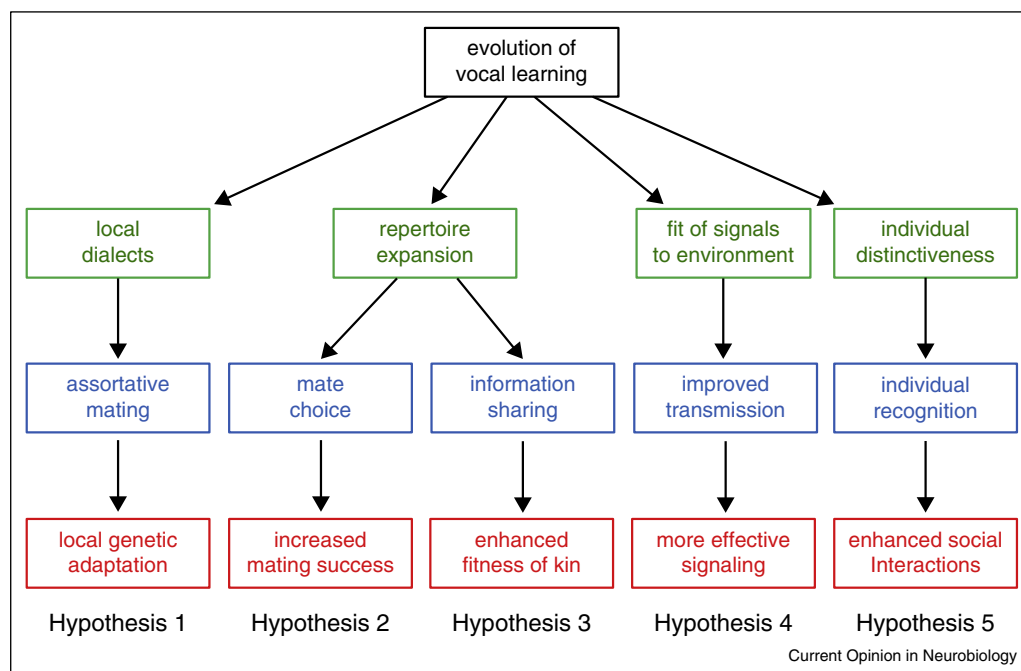 evolution of
vocal learning
local
dialects
repertoire
expansion
fit of signals
to environment
individual
distinctiveness
assortative
mating
mate
choice
information
sharing
improved
transmission
individual
recognition
local genetic
adaptation
increased
mating success
enhanced
fitness of kin
more effective
signaling
enhanced social
Interactions
Hypothesis 1
Hypothesis 2
Hypothesis 3
Hypothesis 4
Hypothesis 5
Current Opinion in Neurobiology